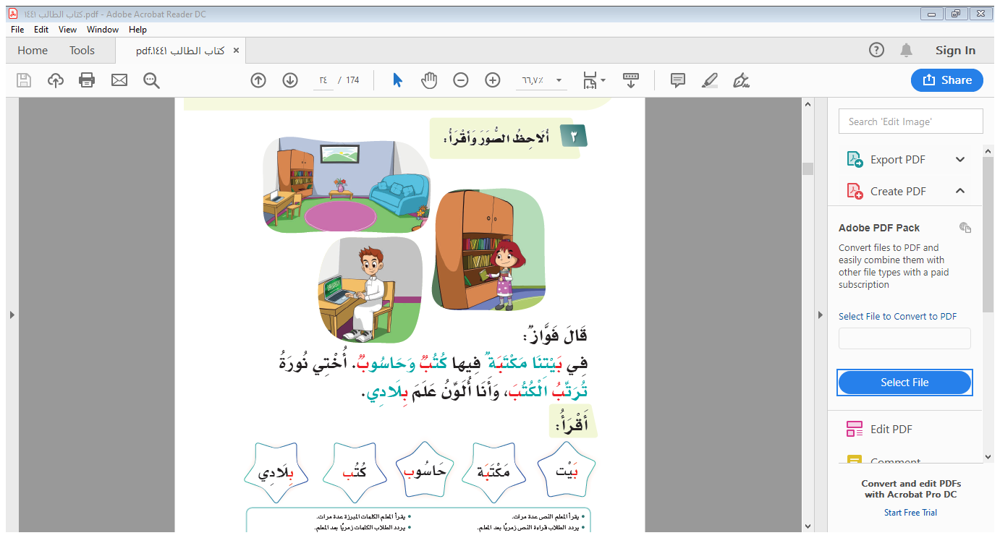 كتاب الطالب ١٤٤١.pdf - Adobe Acrobat Reader DC
File Edit View Window Help
Home Tools كتاب الطالب ١٤٤١.pdf × Sign In
٢٤ / 174 ٦٦٫٧٪ Share
Search 'Edit Image'
Export PDF
Create PDF
Adobe PDF Pack
Convert files to PDF and
easily combine them with
other file types with a paid
subscription
Select File to Convert to PDF
Select File
Edit PDF
Comment
Convert and edit PDFs
with Acrobat Pro DC
Start Free Trial
٣ أُلَاحِظُ الصُّوَرَ وَأَقْرَأُ:
قَالَ فَوَّازٌ:
فِي بَيْتِنَا مَكْتَبَةٌ فِيها كُتُبٌ وَحَاسُوبٌ. أُخْتِي نُورَةُ
تُرَتِّبُ الْكُتُبَ، وَأَنَا أُلَوِّنُ عَلَمَ بِلَادِي.
أَقْرَأُ:
بَيْت مَكْتَبَة حَاسُوب كُتُب بِلَادِي
• يقرأ المعلم النص عدة مرات. • يقرأ المعلم الكلمات المبرزة عدة مرات.
• يردد الطلاب قراءة النص زمريًا بعد المعلم. • يردد الطلاب الكلمات زمريًا بعد المعلم.